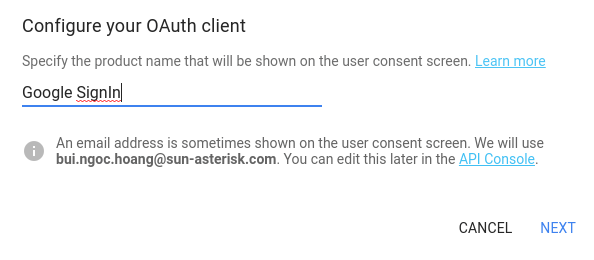 Configure your OAuth client
Specify the product name that will be shown on the user consent screen. Learn more
Google SignIn
An email address is sometimes shown on the user consent screen. We will use
bui.ngoc.hoang@sun-asterisk.com. You can edit this later in the API Console.
CANCEL NEXT